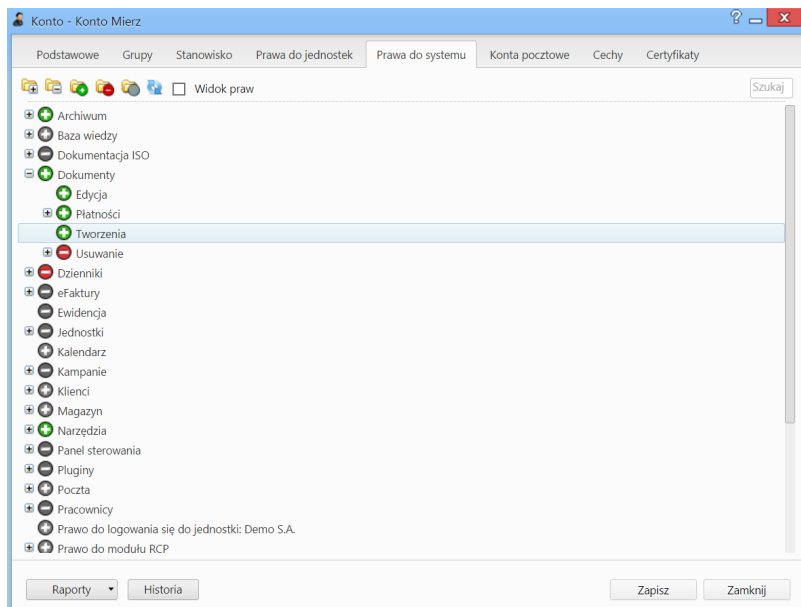 Konto - Konto Mierz
Podstawowe Grupy Stanowisko Prawa do jednostek Prawa do systemu Konta pocztowe Cechy Certyfikaty
Widok praw Szukaj
Archiwum
Baza wiedzy
Dokumentacja ISO
Dokumenty
Edycja
Płatności
Tworzenia
Usuwanie
Dzienniki
eFaktury
Ewidencja
Jednostki
Kalendarz
Kampanie
Klienci
Magazyn
Narzędzia
Panel sterowania
Pluginy
Poczta
Pracownicy
Prawo do logowania się do jednostki: Demo S.A.
Prawo do modułu RCP
Raporty Historia Zapisz Zamknij